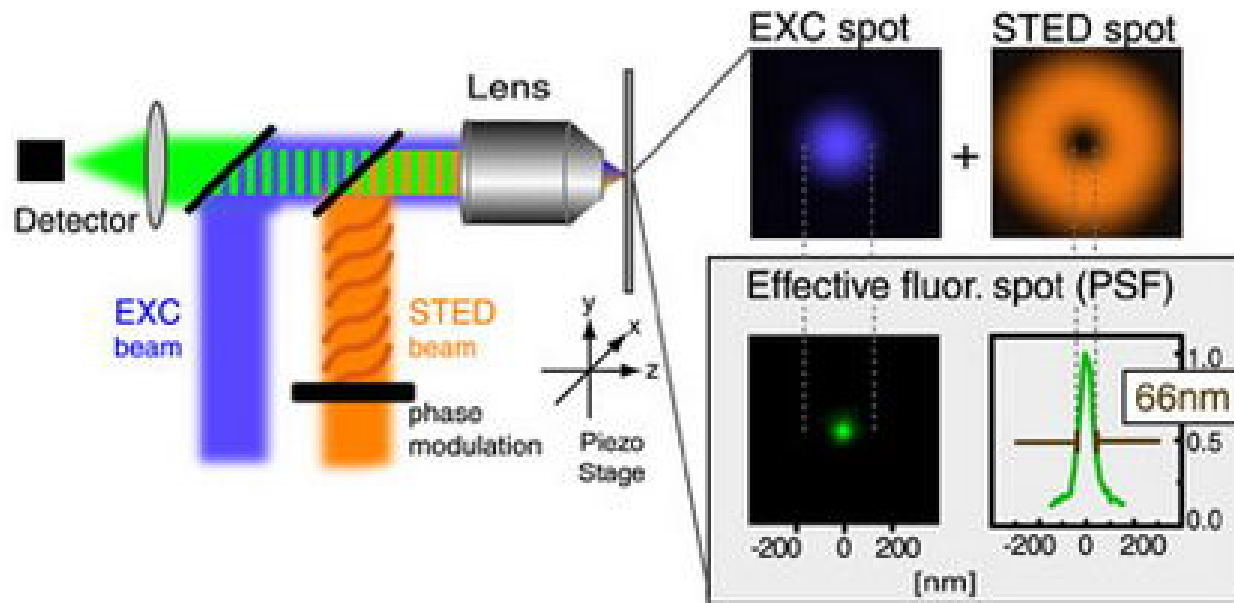 EXC spot
STED spot
Lens
+
Detector
EXC
beam
STED
beam
phase
modulation
y
x
z
Piezo
Stage
Effective fluor. spot (PSF)
1.0
66nm
0.5
0.0
-200 0 200
-200 0 200
[nm]